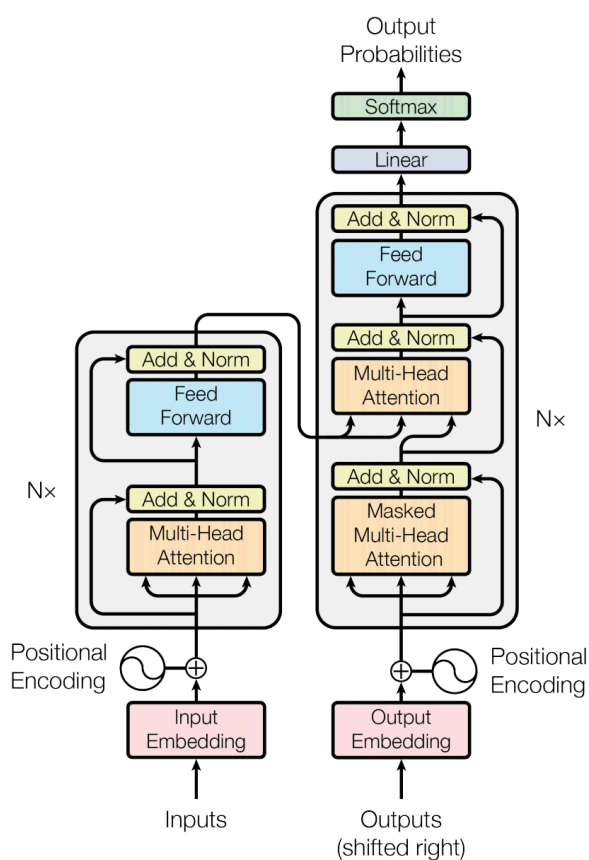 Output
Probabilities
Softmax
Linear
Add & Norm
Feed
Forward
Add & Norm
Multi-Head
Attention
Add & Norm
Masked
Multi-Head
Attention
N×
Add & Norm
Feed
Forward
Add & Norm
Multi-Head
Attention
N×
Positional
Encoding
Positional
Encoding
Input
Embedding
Output
Embedding
Inputs
Outputs
(shifted right)